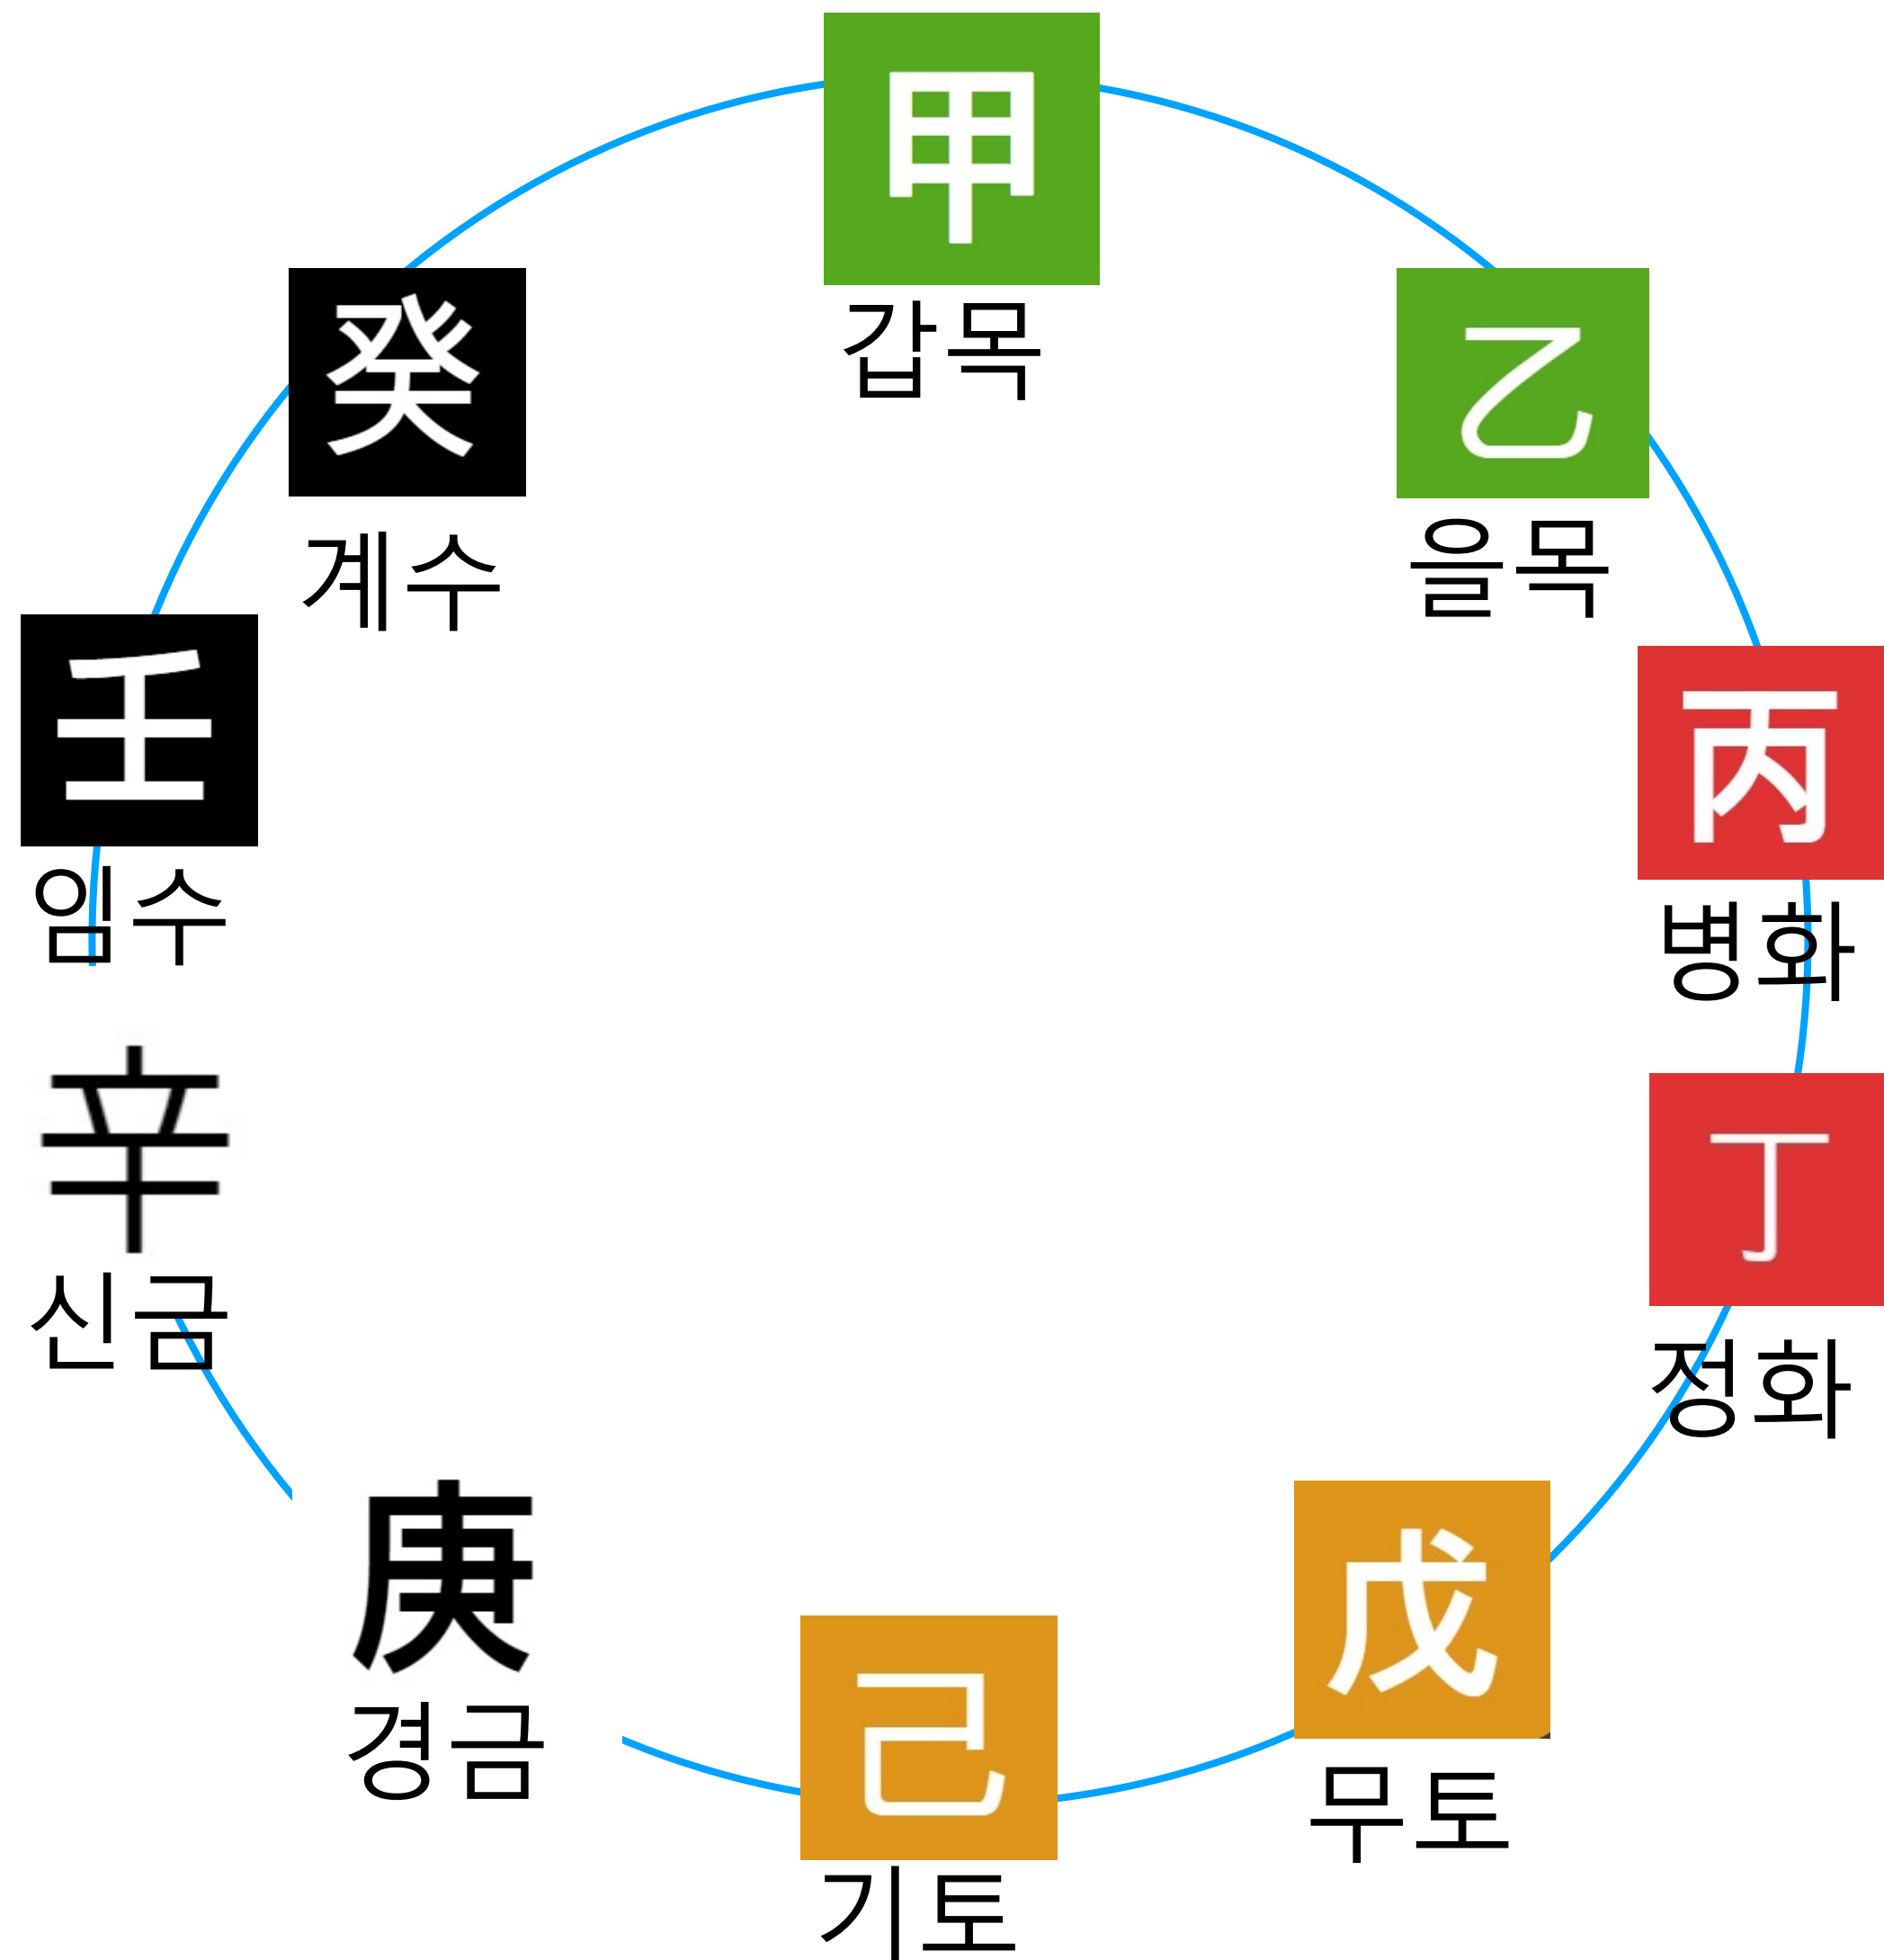 甲
갑목
乙
을목
丙
병화
丁
정화
戊
무토
己
기토
庚
경금
辛
신금
壬
임수
癸
계수